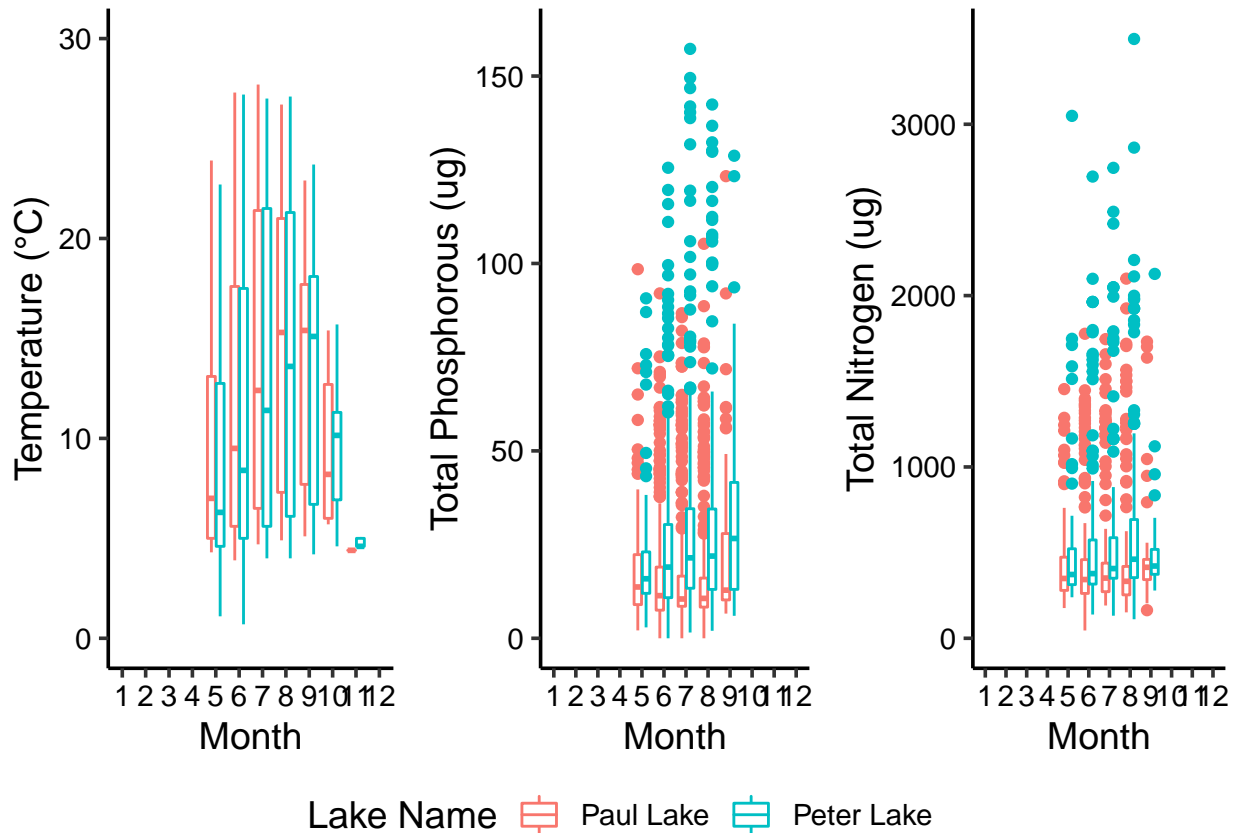 Temperature (°C)
30
20
10
0
1 2 3 4 5 6 7 8 9 10 11 12
Month
Total Phosphorous (ug)
150
100
50
0
1 2 3 4 5 6 7 8 9 10 11 12
Month
Total Nitrogen (ug)
3000
2000
1000
0
1 2 3 4 5 6 7 8 9 10 11 12
Month
Lake Name Paul Lake Peter Lake